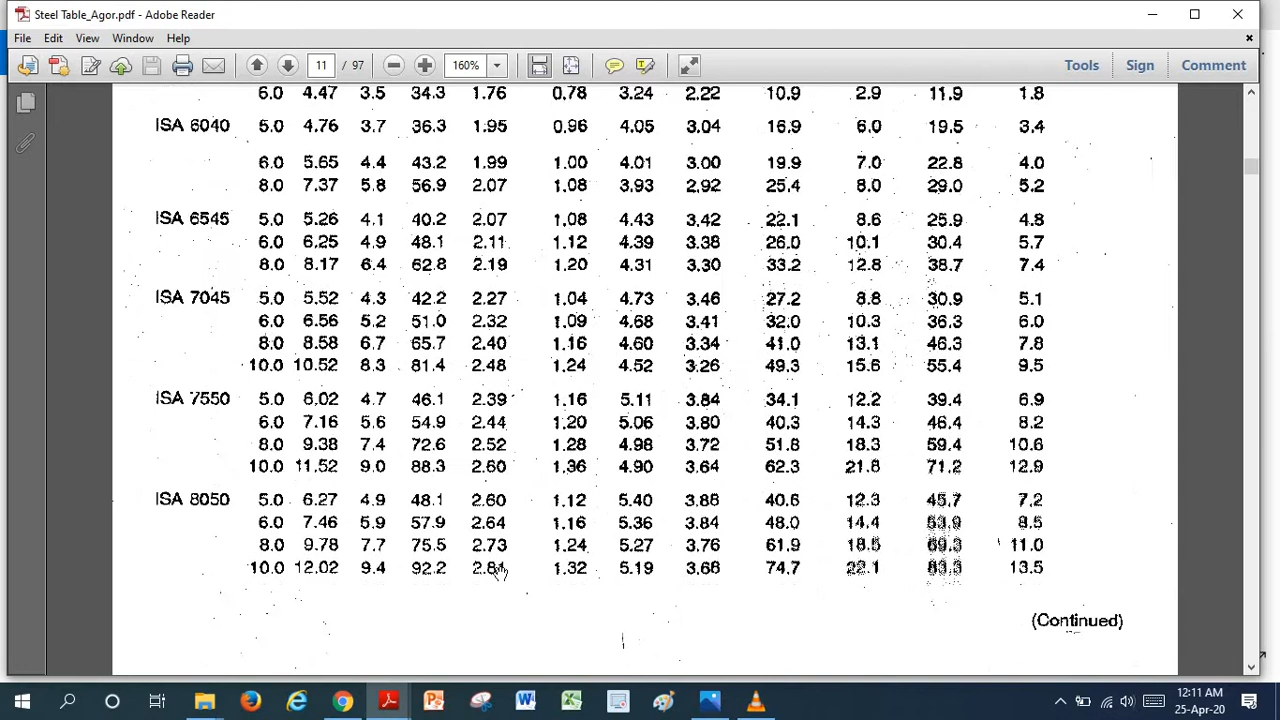 Steel Table_Agor.pdf - Adobe Reader
File Edit View Window Help
11 / 97 160% Tools Sign Comment
6.0 4.47 3.5 34.3 1.76 0.78 3.24 2.22 10.9 2.9 11.9 1.8
ISA 6040 5.0 4.76 3.7 36.3 1.95 0.96 4.05 3.04 16.9 6.0 19.5 3.4
6.0 5.65 4.4 43.2 1.99 1.00 4.01 3.00 19.9 7.0 22.8 4.0
8.0 7.37 5.8 56.9 2.07 1.08 3.93 2.92 25.4 8.0 29.0 5.2
ISA 6545 5.0 5.26 4.1 40.2 2.07 1.08 4.43 3.42 22.1 8.6 25.9 4.8
6.0 6.25 4.9 48.1 2.11 1.12 4.39 3.38 26.0 10.1 30.4 5.7
8.0 8.17 6.4 62.8 2.19 1.20 4.31 3.30 33.2 12.8 38.7 7.4
ISA 7045 5.0 5.52 4.3 42.2 2.27 1.04 4.73 3.46 27.2 8.8 30.9 5.1
6.0 6.56 5.2 51.0 2.32 1.09 4.68 3.41 32.0 10.3 36.3 6.0
8.0 8.58 6.7 65.7 2.40 1.16 4.60 3.34 41.0 13.1 46.3 7.8
10.0 10.52 8.3 81.4 2.48 1.24 4.52 3.26 49.3 15.6 55.4 9.5
ISA 7550 5.0 6.02 4.7 46.1 2.39 1.16 5.11 3.84 34.1 12.2 39.4 6.9
6.0 7.16 5.6 54.9 2.44 1.20 5.06 3.80 40.3 14.3 46.4 8.2
8.0 9.38 7.4 72.6 2.52 1.28 4.98 3.72 51.8 18.3 59.4 10.6
10.0 11.52 9.0 88.3 2.60 1.36 4.90 3.64 62.3 21.8 71.2 12.9
ISA 8050 5.0 6.27 4.9 48.1 2.60 1.12 5.40 3.88 40.6 12.3 45.7 7.2
6.0 7.46 5.9 57.9 2.64 1.16 5.36 3.84 48.0 14.4 53.9 8.5
8.0 9.78 7.7 75.5 2.73 1.24 5.27 3.76 61.9 18.5 69.3 11.0
10.0 12.02 9.4 92.2 1.32 5.19 3.68 74.7 22.1 83.3 13.5
(Continued)
12:11 AM
25-Apr-20